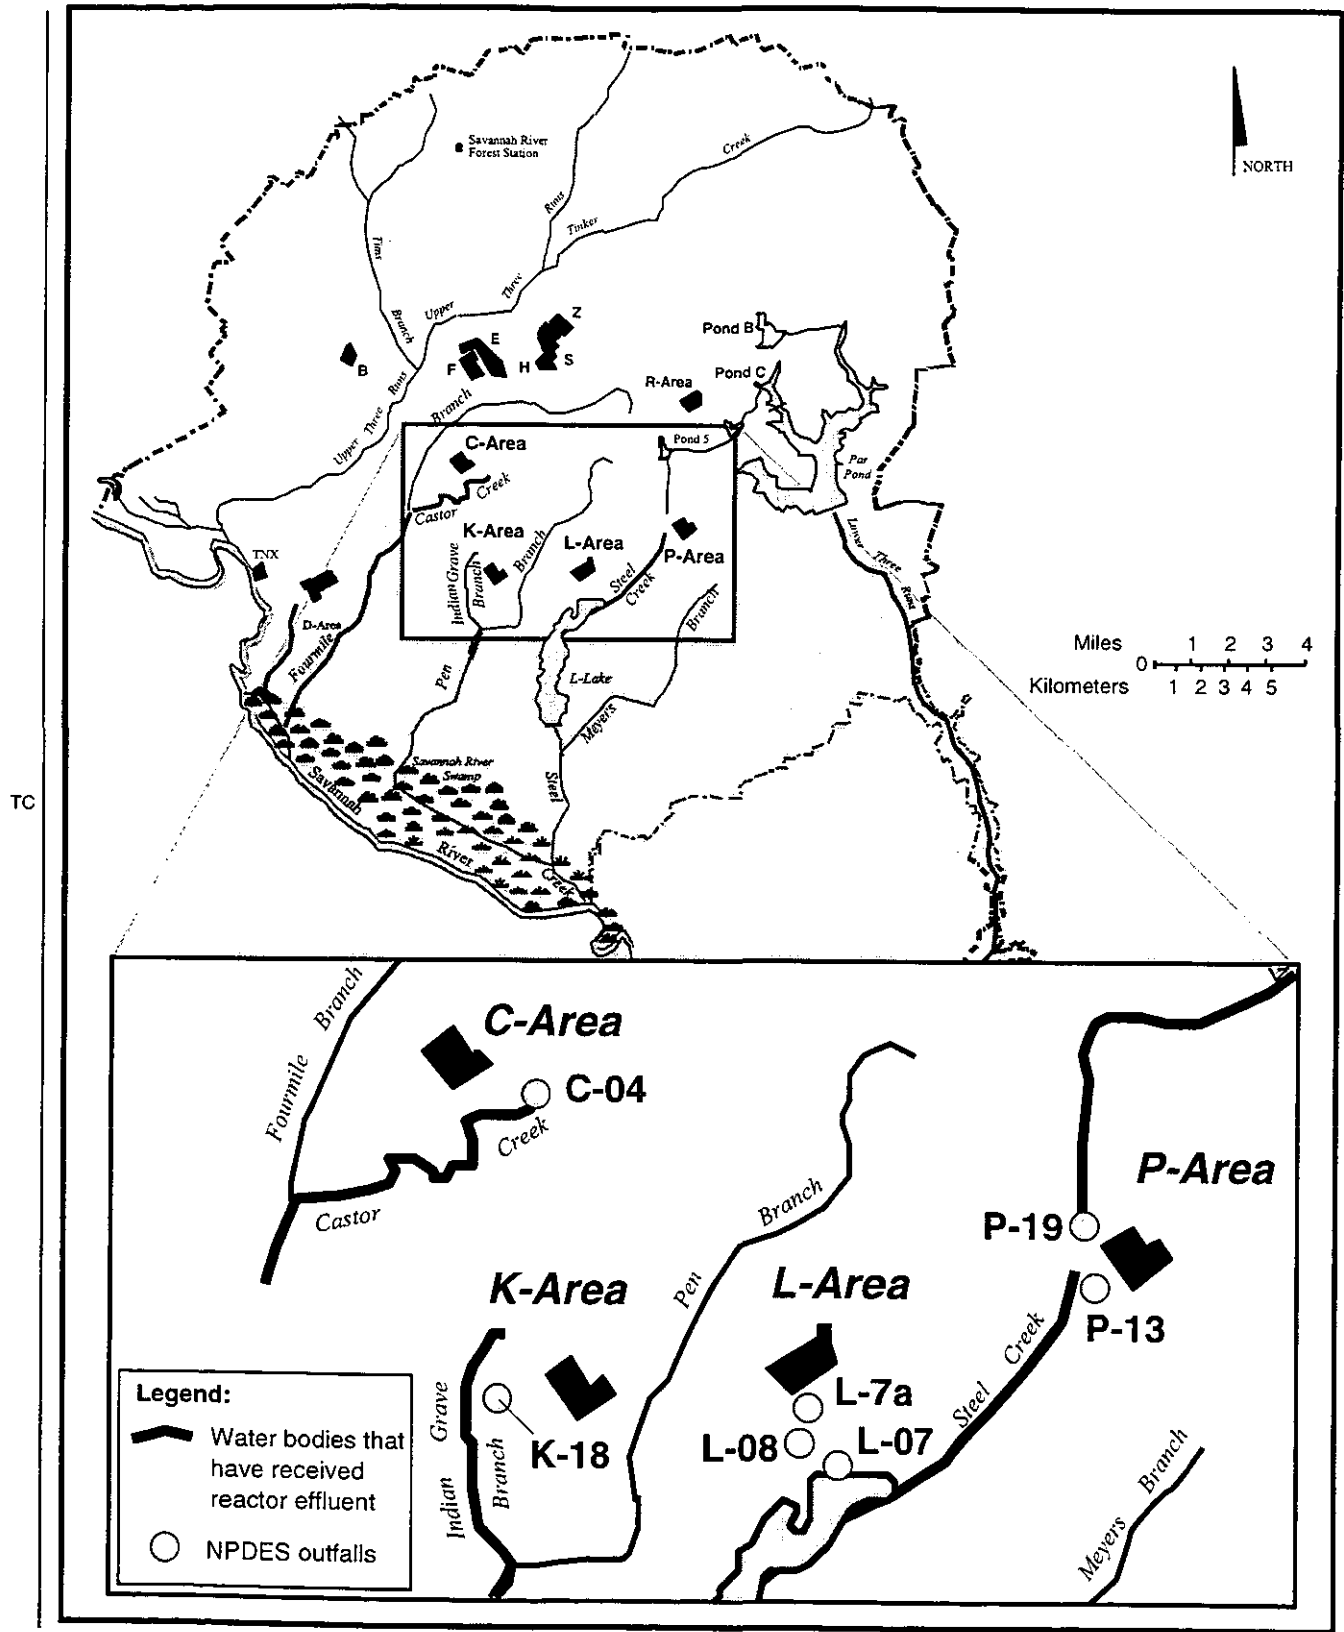 Savannah River
Forest Station
NORTH
Creek
Tinker
Runs
Three
Upper
Tims
Branch
B
E
F
Z
H
S
Pond B
Pond C
R-Area
Runs
Three
Upper
Branch
C-Area
Pond 5
Par
Pond
Creek
Castor
K-Area
Branch
L-Area
P-Area
Indian Grave
Branch
Steel
Creek
Branch
Lower
Three
Runs
TNX
D-Area
Fourmile
Pen
L-Lake
Meyers
Steel
Creek
Savannah River
Swamp
Savannah
River
Miles
0 1 2 3 4
Kilometers 1 2 3 4 5
TC
Fourmile Branch
C-Area
C-04
Castor Creek
P-Area
P-19
P-13
Pen Branch
K-Area
L-Area
K-18
L-7a
L-08
L-07
Indian Grave
Branch
Steel Creek
Meyers Branch
Legend:
Water bodies that
have received
reactor effluent
NPDES outfalls